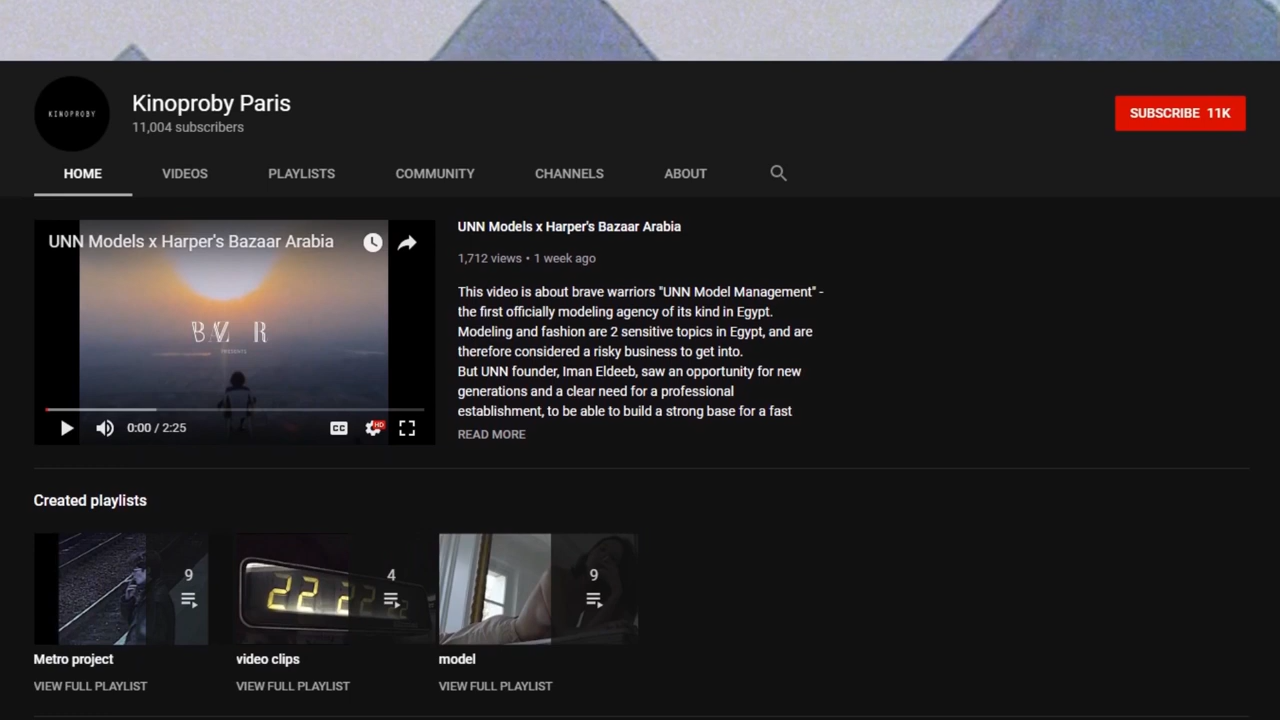 KINOPROBY
Kinoproby Paris
11,004 subscribers
SUBSCRIBE 11K
HOME
VIDEOS
PLAYLISTS
COMMUNITY
CHANNELS
ABOUT
UNN Models x Harper's Bazaar Arabia
PRESENTS
0:00 / 2:25
CC
HD
UNN Models x Harper's Bazaar Arabia
1,712 views • 1 week ago
This video is about brave warriors "UNN Model Management" -
the first officially modeling agency of its kind in Egypt.
Modeling and fashion are 2 sensitive topics in Egypt, and are
therefore considered a risky business to get into.
But UNN founder, Iman Eldeeb, saw an opportunity for new
generations and a clear need for a professional
establishment, to be able to build a strong base for a fast
READ MORE
Created playlists
9
22 22
4
9
Metro project
video clips
model
VIEW FULL PLAYLIST
VIEW FULL PLAYLIST
VIEW FULL PLAYLIST